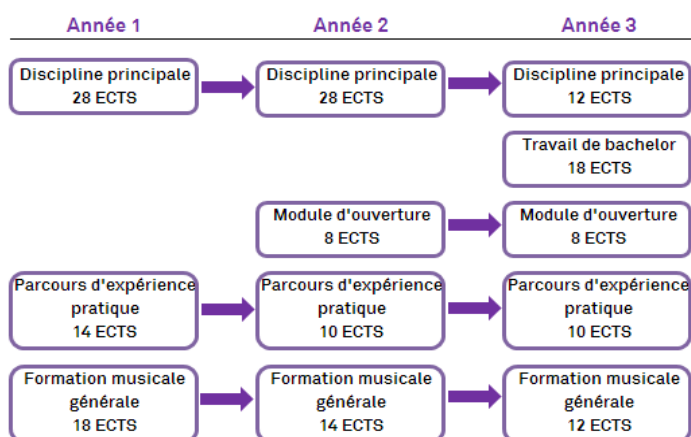 Année 1
Année 2
Année 3
Discipline principale
28 ECTS
Discipline principale
28 ECTS
Discipline principale
12 ECTS
Travail de bachelor
18 ECTS
Module d'ouverture
8 ECTS
Module d'ouverture
8 ECTS
Parcours d'expérience
pratique
14 ECTS
Parcours d'expérience
pratique
10 ECTS
Parcours d'expérience
pratique
10 ECTS
Formation musicale
générale
18 ECTS
Formation musicale
générale
14 ECTS
Formation musicale
générale
12 ECTS